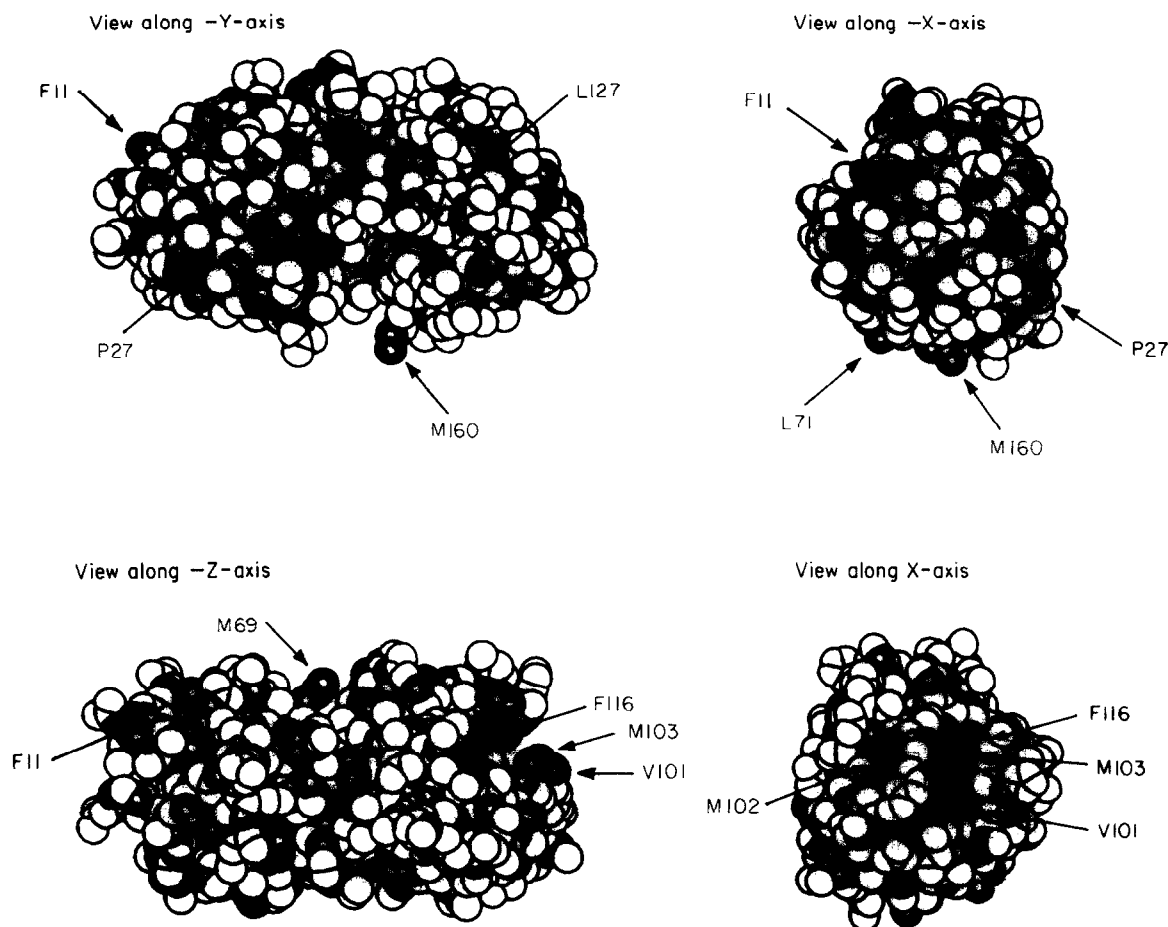 View along -Y-axis
F11
L127
P27
M160
View along -X-axis
F11
P27
L71
M160
View along -Z-axis
M69
F116
M103
F11
V101
View along X-axis
F116
M103
M102
V101